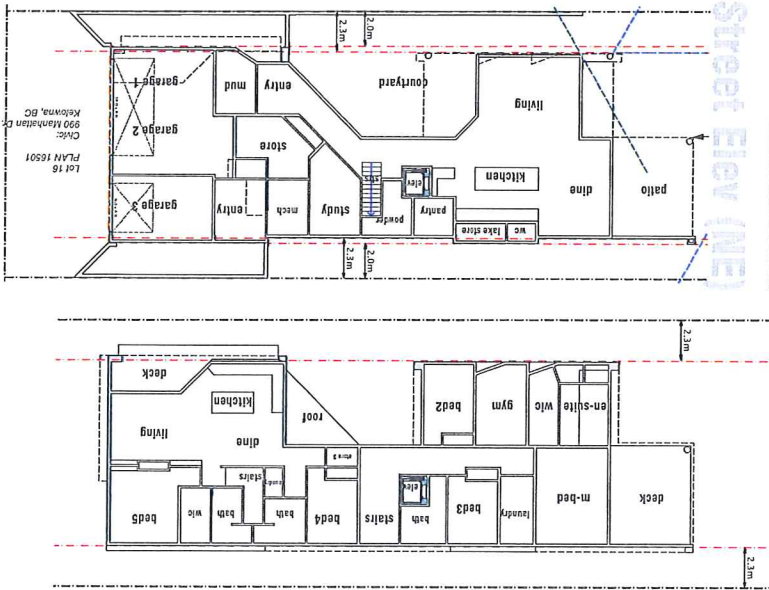 2.3m
deck
m-bed
laundry
bed3
bath
elev
stairs
bed4
bath
laundry
stairs
bath
wic
bed5
dine
living
kitchen
roof
en-suite
wic
gym
bed2
deck
2.3m
Street Elev (NE)
2.0m
2.3m
wc
lake store
patio
dine
kitchen
pantry
powder
elev
study
mech
entry
garage 3
living
courtyard
store
entry
mud
garage 2
garage 1
Lot 16
PLAN 16501
Civic:
990 Manhattan Dr.
Kelowna, BC
2.0m
2.3m